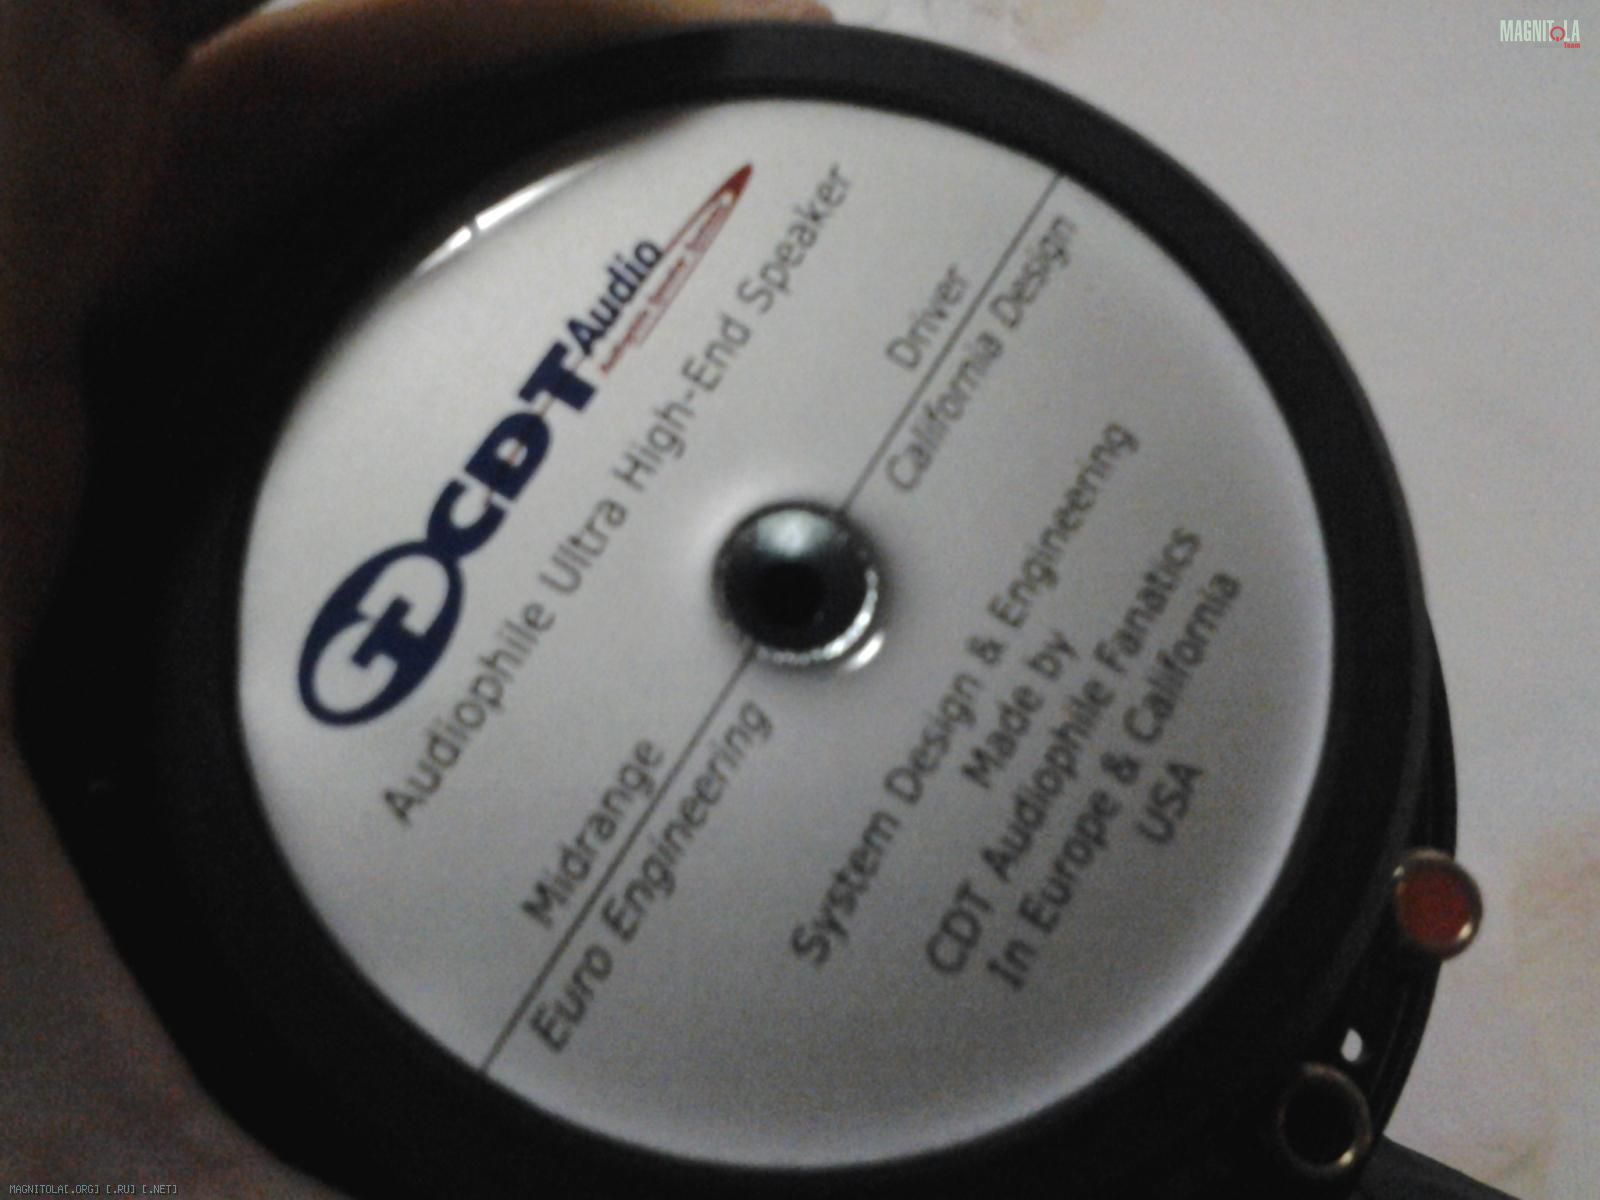 MAGNITOLA
Team
CDT Audio
Audiophile Ultra High-End Speaker
Midrange Driver
Euro Engineering California Design
System Design & Engineering
Made by
CDT Audiophile Fanatics
In Europe & California
USA
MAGNITOLA[.ORG] [.RU] [.NET]